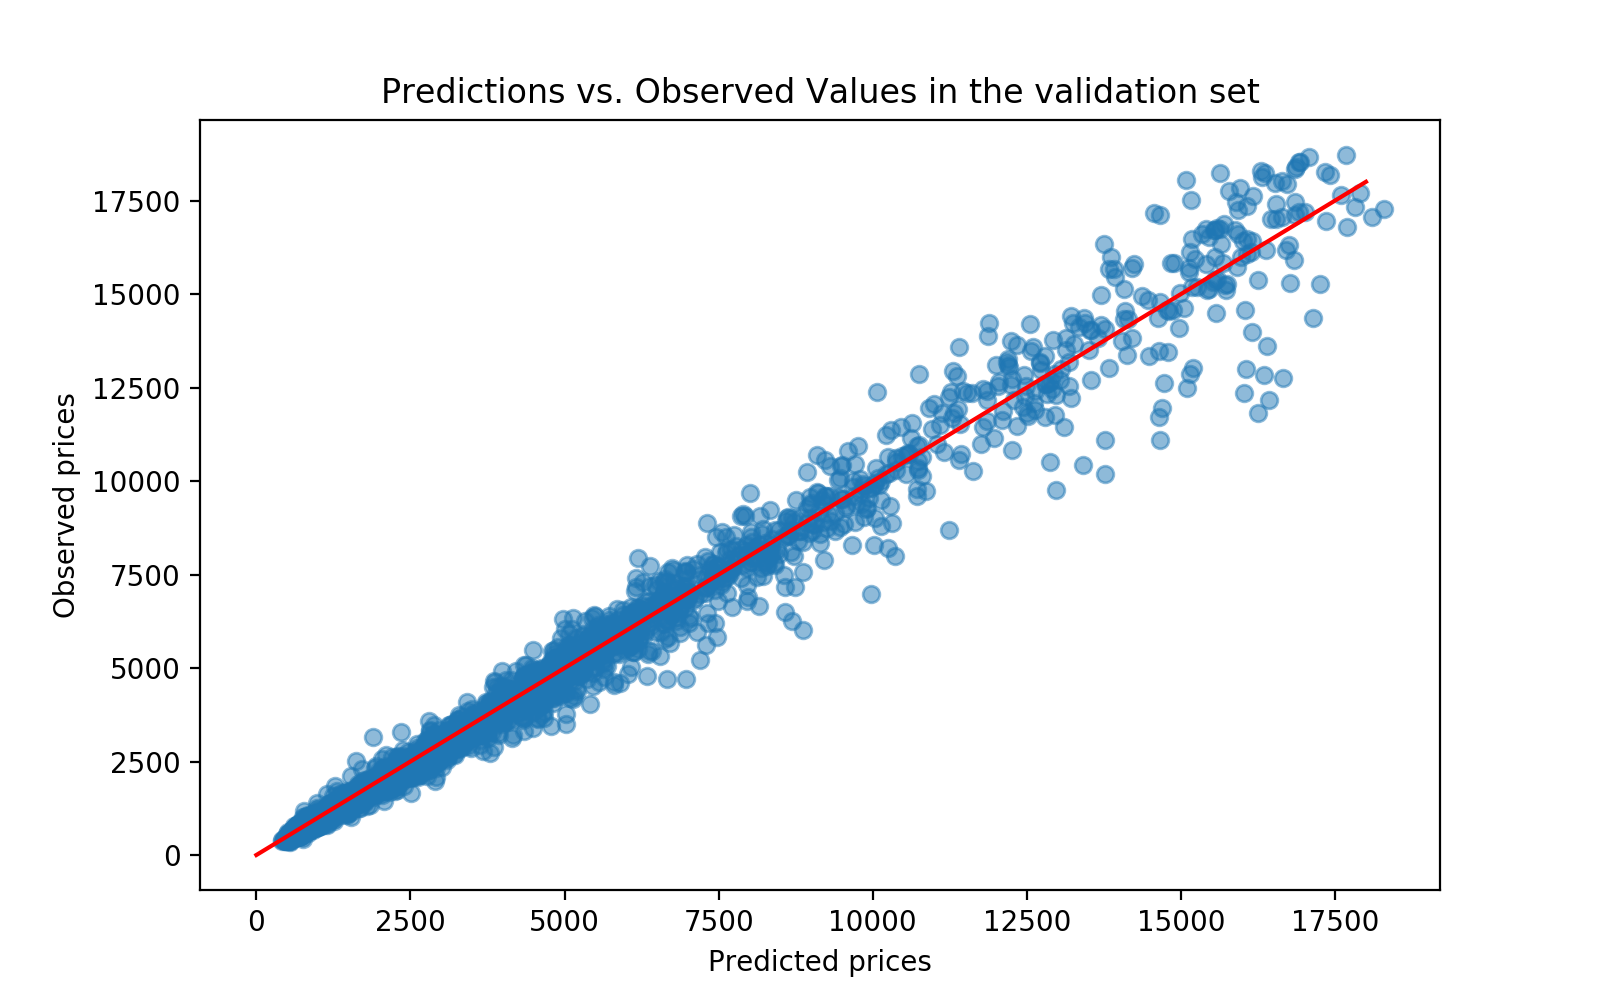 Predictions vs. Observed Values in the validation set
17500
15000
12500
10000
7500
5000
2500
0
Observed prices
0 2500 5000 7500 10000 12500 15000 17500
Predicted prices